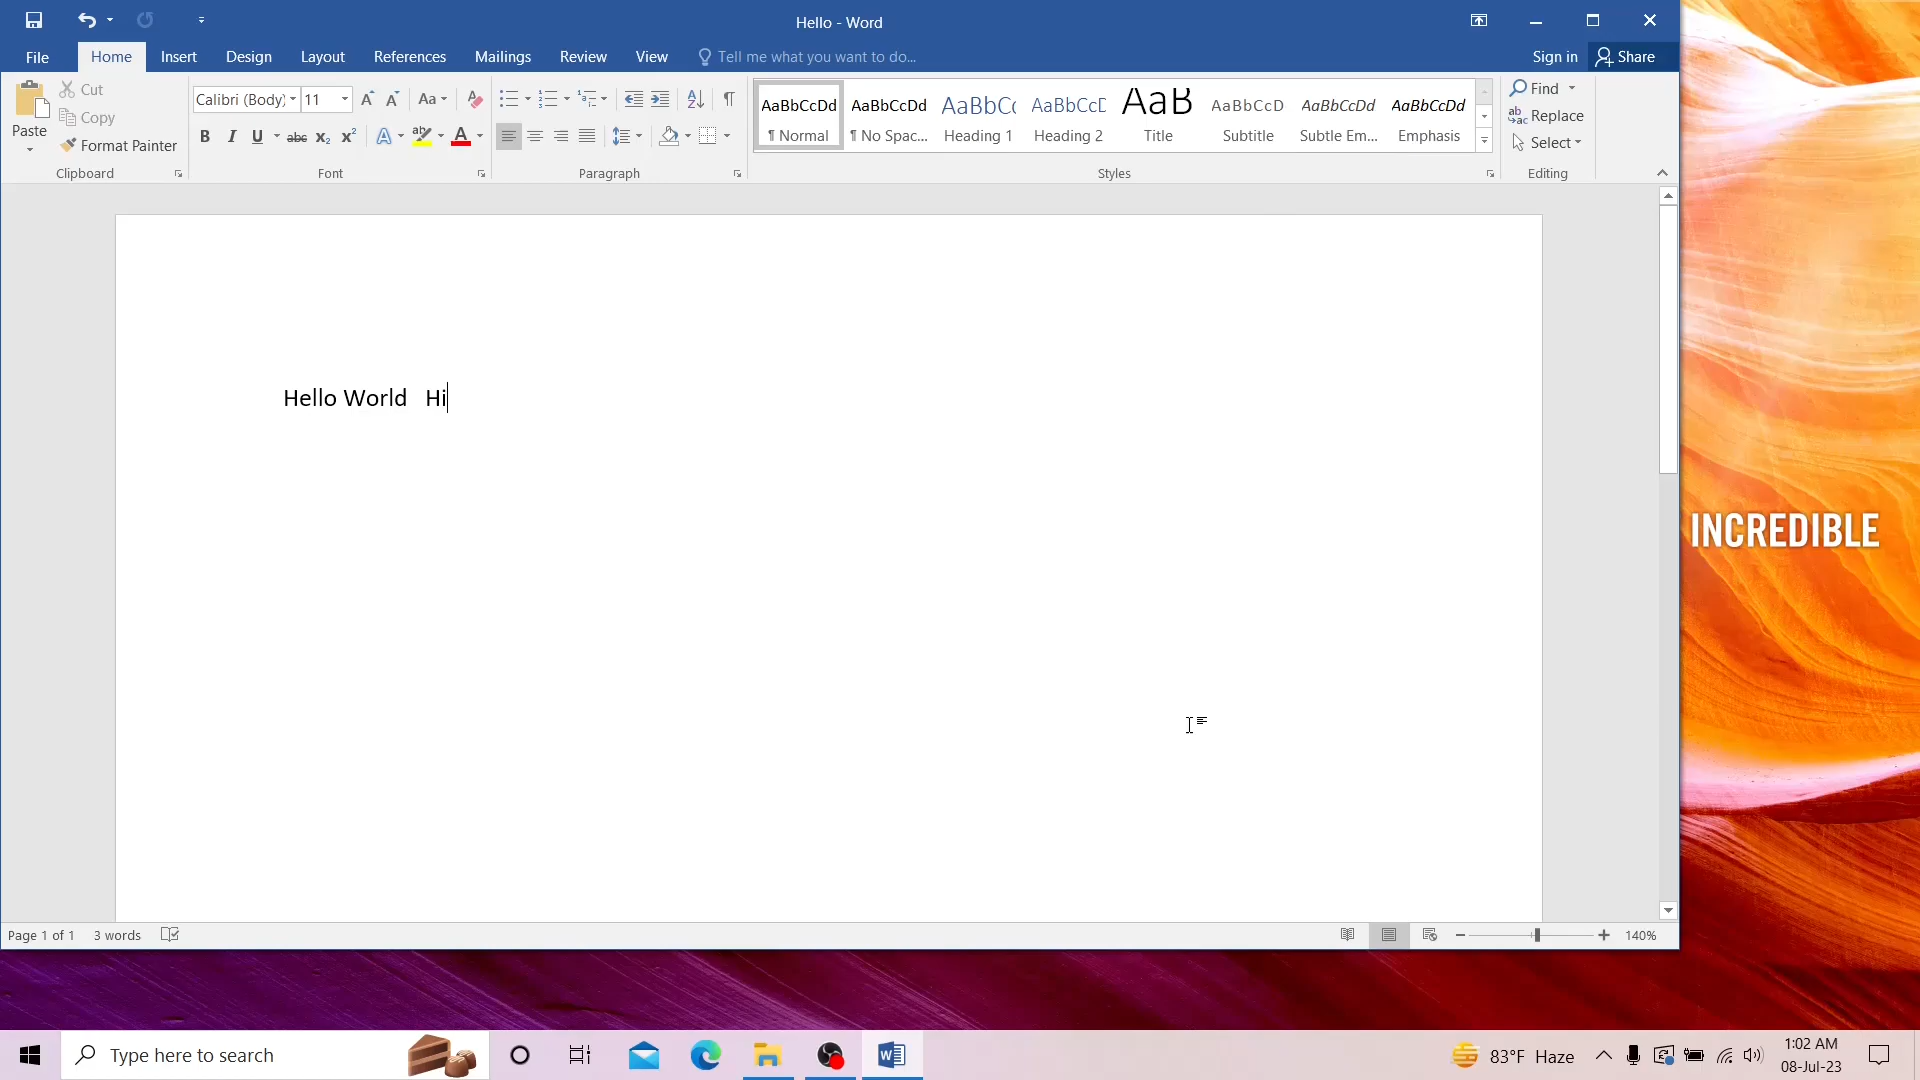 Hello - Word
File Home Insert Design Layout References Mailings Review View Tell me what you want to do... Sign in Share
Paste Cut
Copy
Format Painter
Clipboard
Calibri (Body) 11 A A Aa
B I U abc X2 X2 A A
Font
Paragraph
AaBbCcDd AaBbCcDd AaBbC AaBbCcD AaB AaBbCcD AaBbCcDd AaBbCcDd
¶ Normal ¶ No Spac... Heading 1 Heading 2 Title Subtitle Subtle Em... Emphasis
Styles
Find
Replace
Select
Editing
Hello World   Hi
INCREDIBLE
Page 1 of 1 3 words 140%
Type here to search 83°F Haze 1:02 AM
08-Jul-23